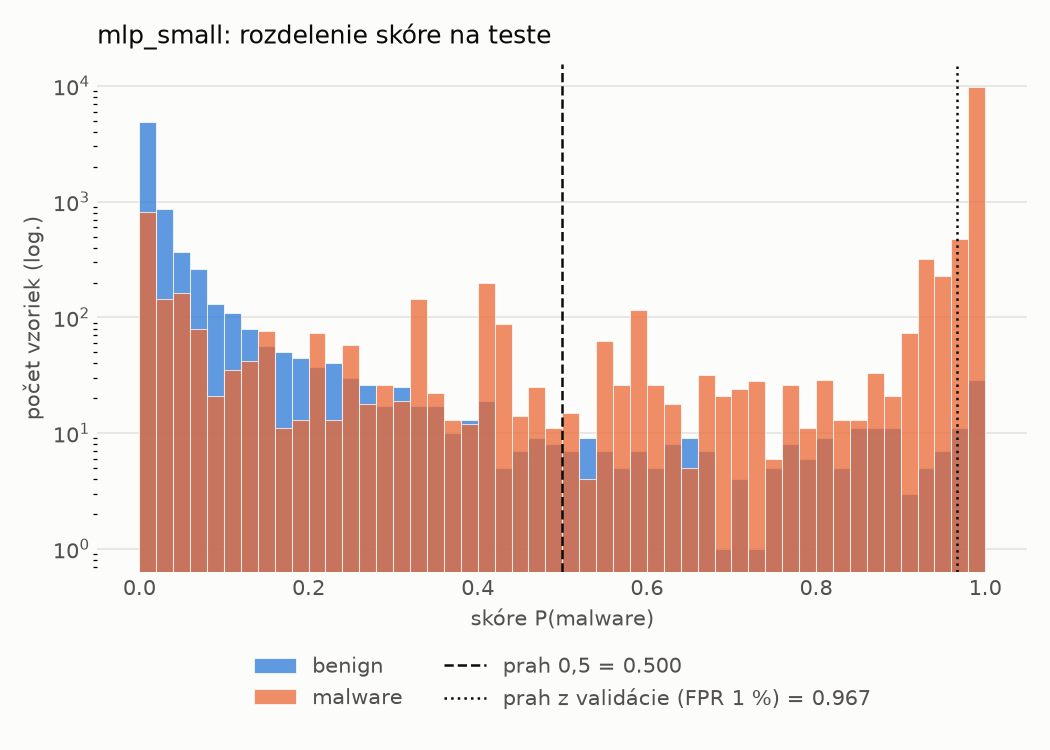 mlp_small: rozdelenie skóre na teste
počet vzoriek (log.)
10⁴
10³
10²
10¹
10⁰
0.0 0.2 0.4 0.6 0.8 1.0
skóre P(malware)
benign
malware
prah 0,5 = 0.500
prah z validácie (FPR 1 %) = 0.967